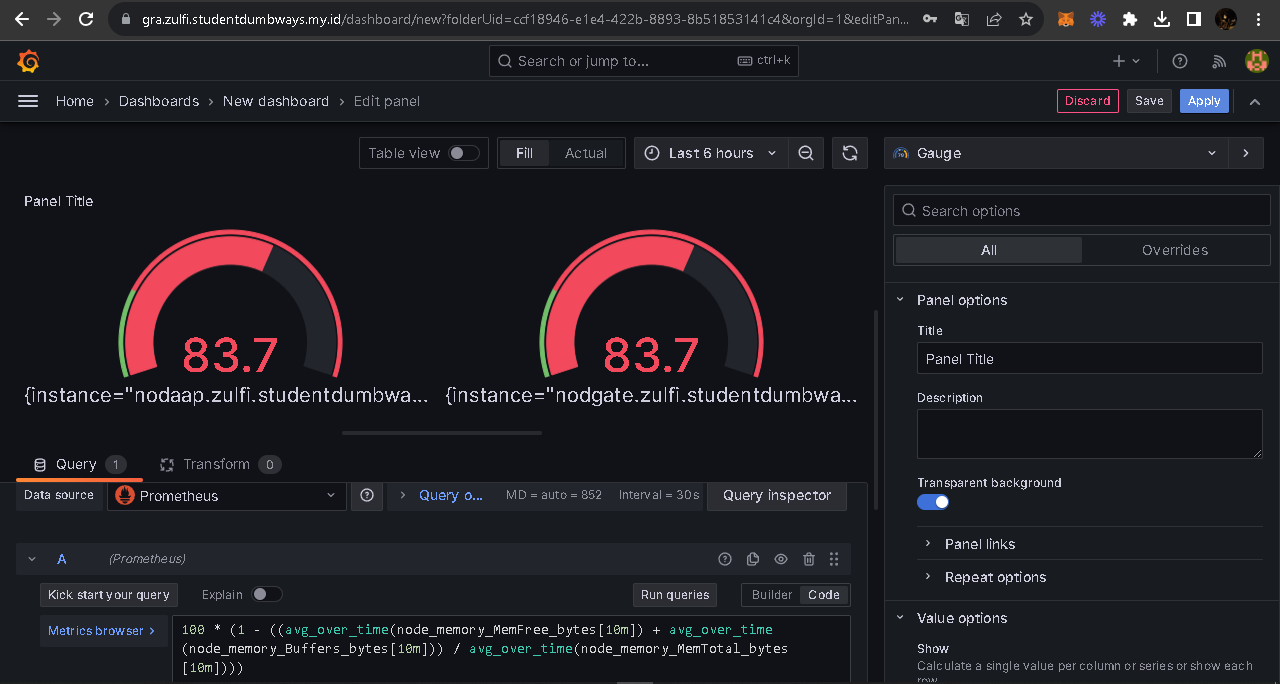 gra.zulfi.studentdumbways.my.id/dashboard/new?folderUid=ccf18946-e1e4-422b-8893-8b51853141c4&orgId=1&editPan...
Search or jump to... ctrl+k
Home › Dashboards › New dashboard › Edit panel
Discard Save Apply
Table view Fill Actual Last 6 hours Gauge
Panel Title
Search options
All Overrides
83.7 83.7
{instance="nodaap.zulfi.studentdumbwa... {instance="nodgate.zulfi.studentdumbwa...
Panel options
Title
Panel Title
Description
Query 1 Transform 0
Data source Prometheus Query o... MD = auto = 852 Interval = 30s Query inspector
Transparent background
Panel links
Repeat options
A (Prometheus)
Kick start your query Explain Run queries Builder Code
Metrics browser >
100 * (1 - ((avg_over_time(node_memory_MemFree_bytes[10m]) + avg_over_time
(node_memory_Buffers_bytes[10m])) / avg_over_time(node_memory_MemTotal_bytes
[10m])))
Value options
Show
Calculate a single value per column or series or show each
row